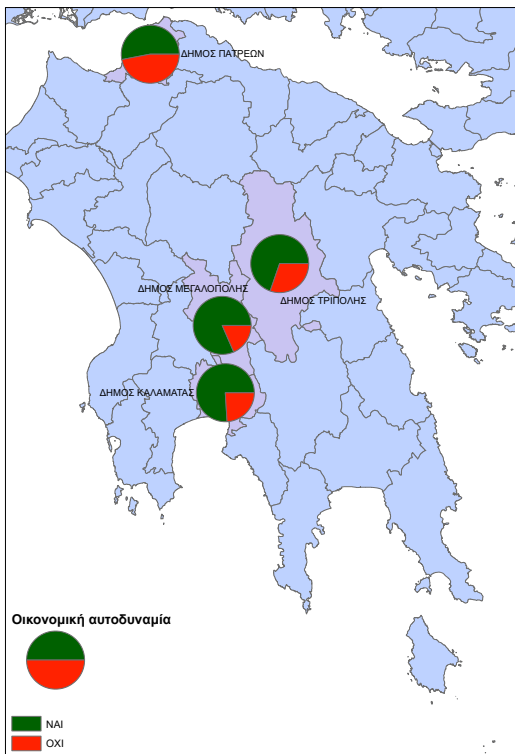 ΔΗΜΟΣ ΠΑΤΡΕΩΝ
ΔΗΜΟΣ ΜΕΓΑΛΟΠΟΛΗΣ
ΔΗΜΟΣ ΤΡΙΠΟΛΗΣ
ΔΗΜΟΣ ΚΑΛΑΜΑΤΑΣ
Οικονομική αυτοδυναμία
ΝΑΙ
ΟΧΙ